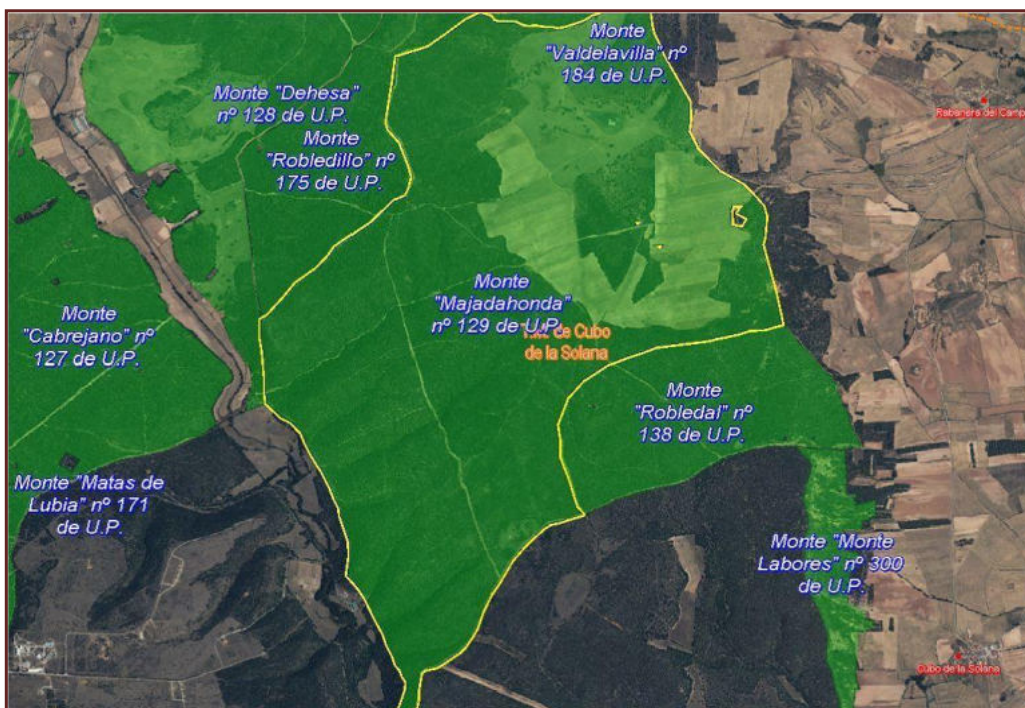 Monte
"Valdelavilla" nº
184 de U.P.
Monte "Dehesa"
nº 128 de U.P.
Rabanera del Camp
Monte
"Robledillo" nº
175 de U.P.
Monte
"Majadahonda"
nº 129 de U.P.
Monte
"Cabrejano" nº
127 de U.P.
de Cubo
de la Solana
Monte
"Robledal" nº
138 de U.P.
Monte "Matas de
Lubia" nº 171
de U.P.
Monte "Monte
Labores" nº 300
de U.P.
Cubo de la Solana